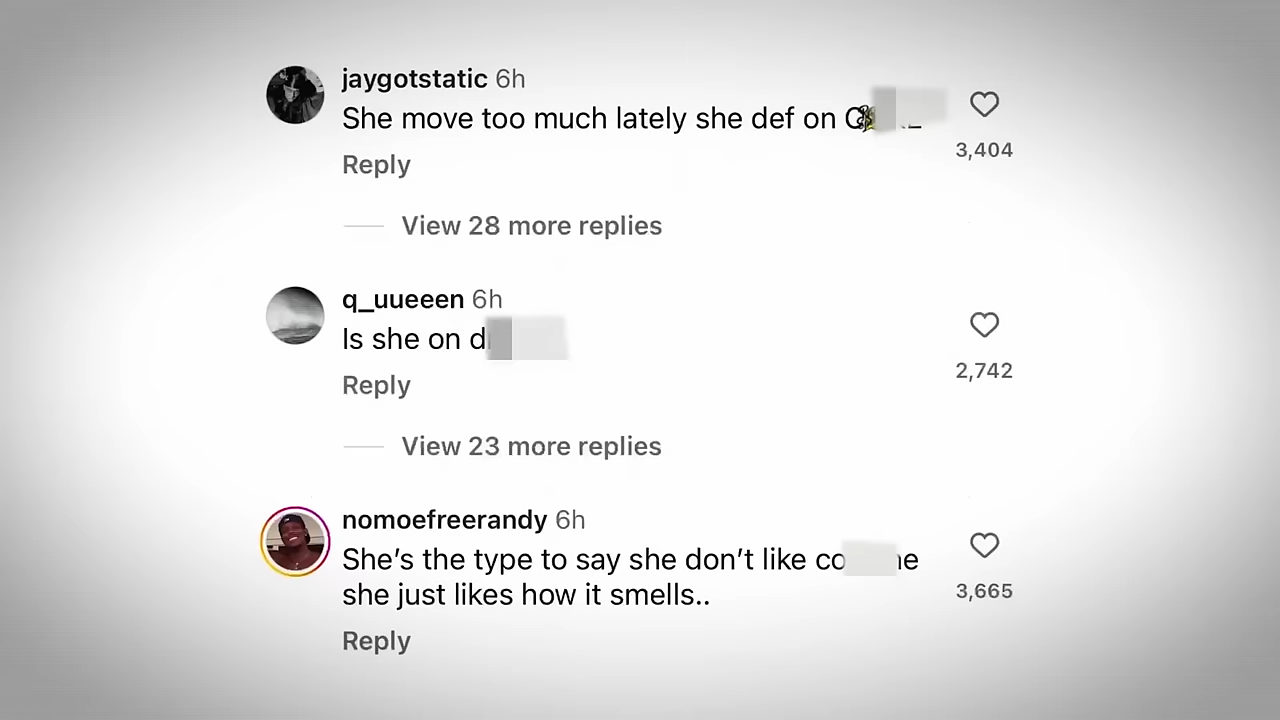 jaygotstatic 6h
She move too much lately she def on
3,404
Reply
View 28 more replies
q_uueeen 6h
Is she on
2,742
Reply
View 23 more replies
nomoefreerandy 6h
She’s the type to say she don’t like
she just likes how it smells..
3,665
Reply